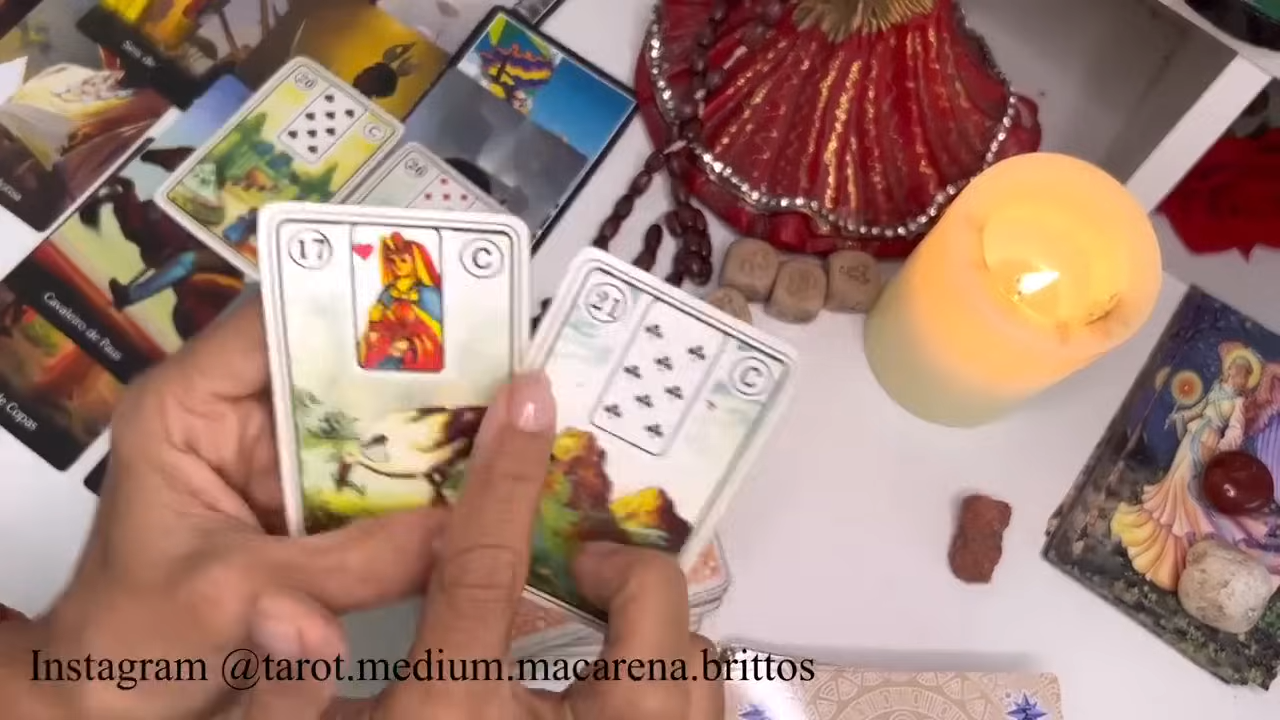 20
C
26
17
C
21
C
Cavaleiro de Paus
de Copas
Instagram @tarot.medium.macarena.brittos